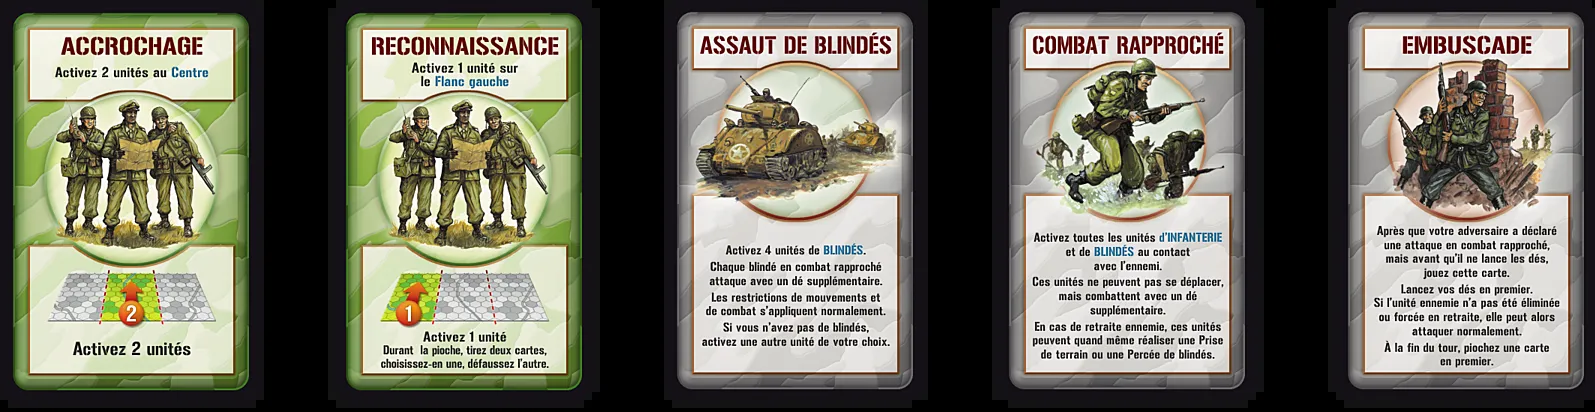 ACCROCHAGE
Activez 2 unités au Centre
2
Activez 2 unités
RECONNAISSANCE
Activez 1 unité sur
le Flanc gauche
1
Activez 1 unité
Durant la pioche, tirez deux cartes,
choisissez-en une, défaussez l'autre.
ASSAUT DE BLINDÉS
Activez 4 unités de BLINDÉS.
Chaque blindé en combat rapproché
attaque avec un dé supplémentaire.
Les restrictions de mouvements et
de combat s'appliquent normalement.
Si vous n'avez pas de blindés,
activez une autre unité de votre choix.
COMBAT RAPPROCHÉ
Activez toutes les unités d'INFANTERIE
et de BLINDÉS au contact
avec l'ennemi.
Ces unités ne peuvent pas se déplacer,
mais combattent avec un dé
supplémentaire.
En cas de retraite ennemie, ces unités
peuvent quand même réaliser une Prise
de terrain ou une Percée de blindés.
EMBUSCADE
Après que votre adversaire a déclaré
une attaque en combat rapproché,
mais avant qu'il ne lance les dés,
jouez cette carte.
Lancez vos dés en premier.
Si l'unité ennemie n'a pas été éliminée
ou forcée en retraite, elle peut alors
attaquer normalement.
À la fin du tour, piochez une carte
en premier.